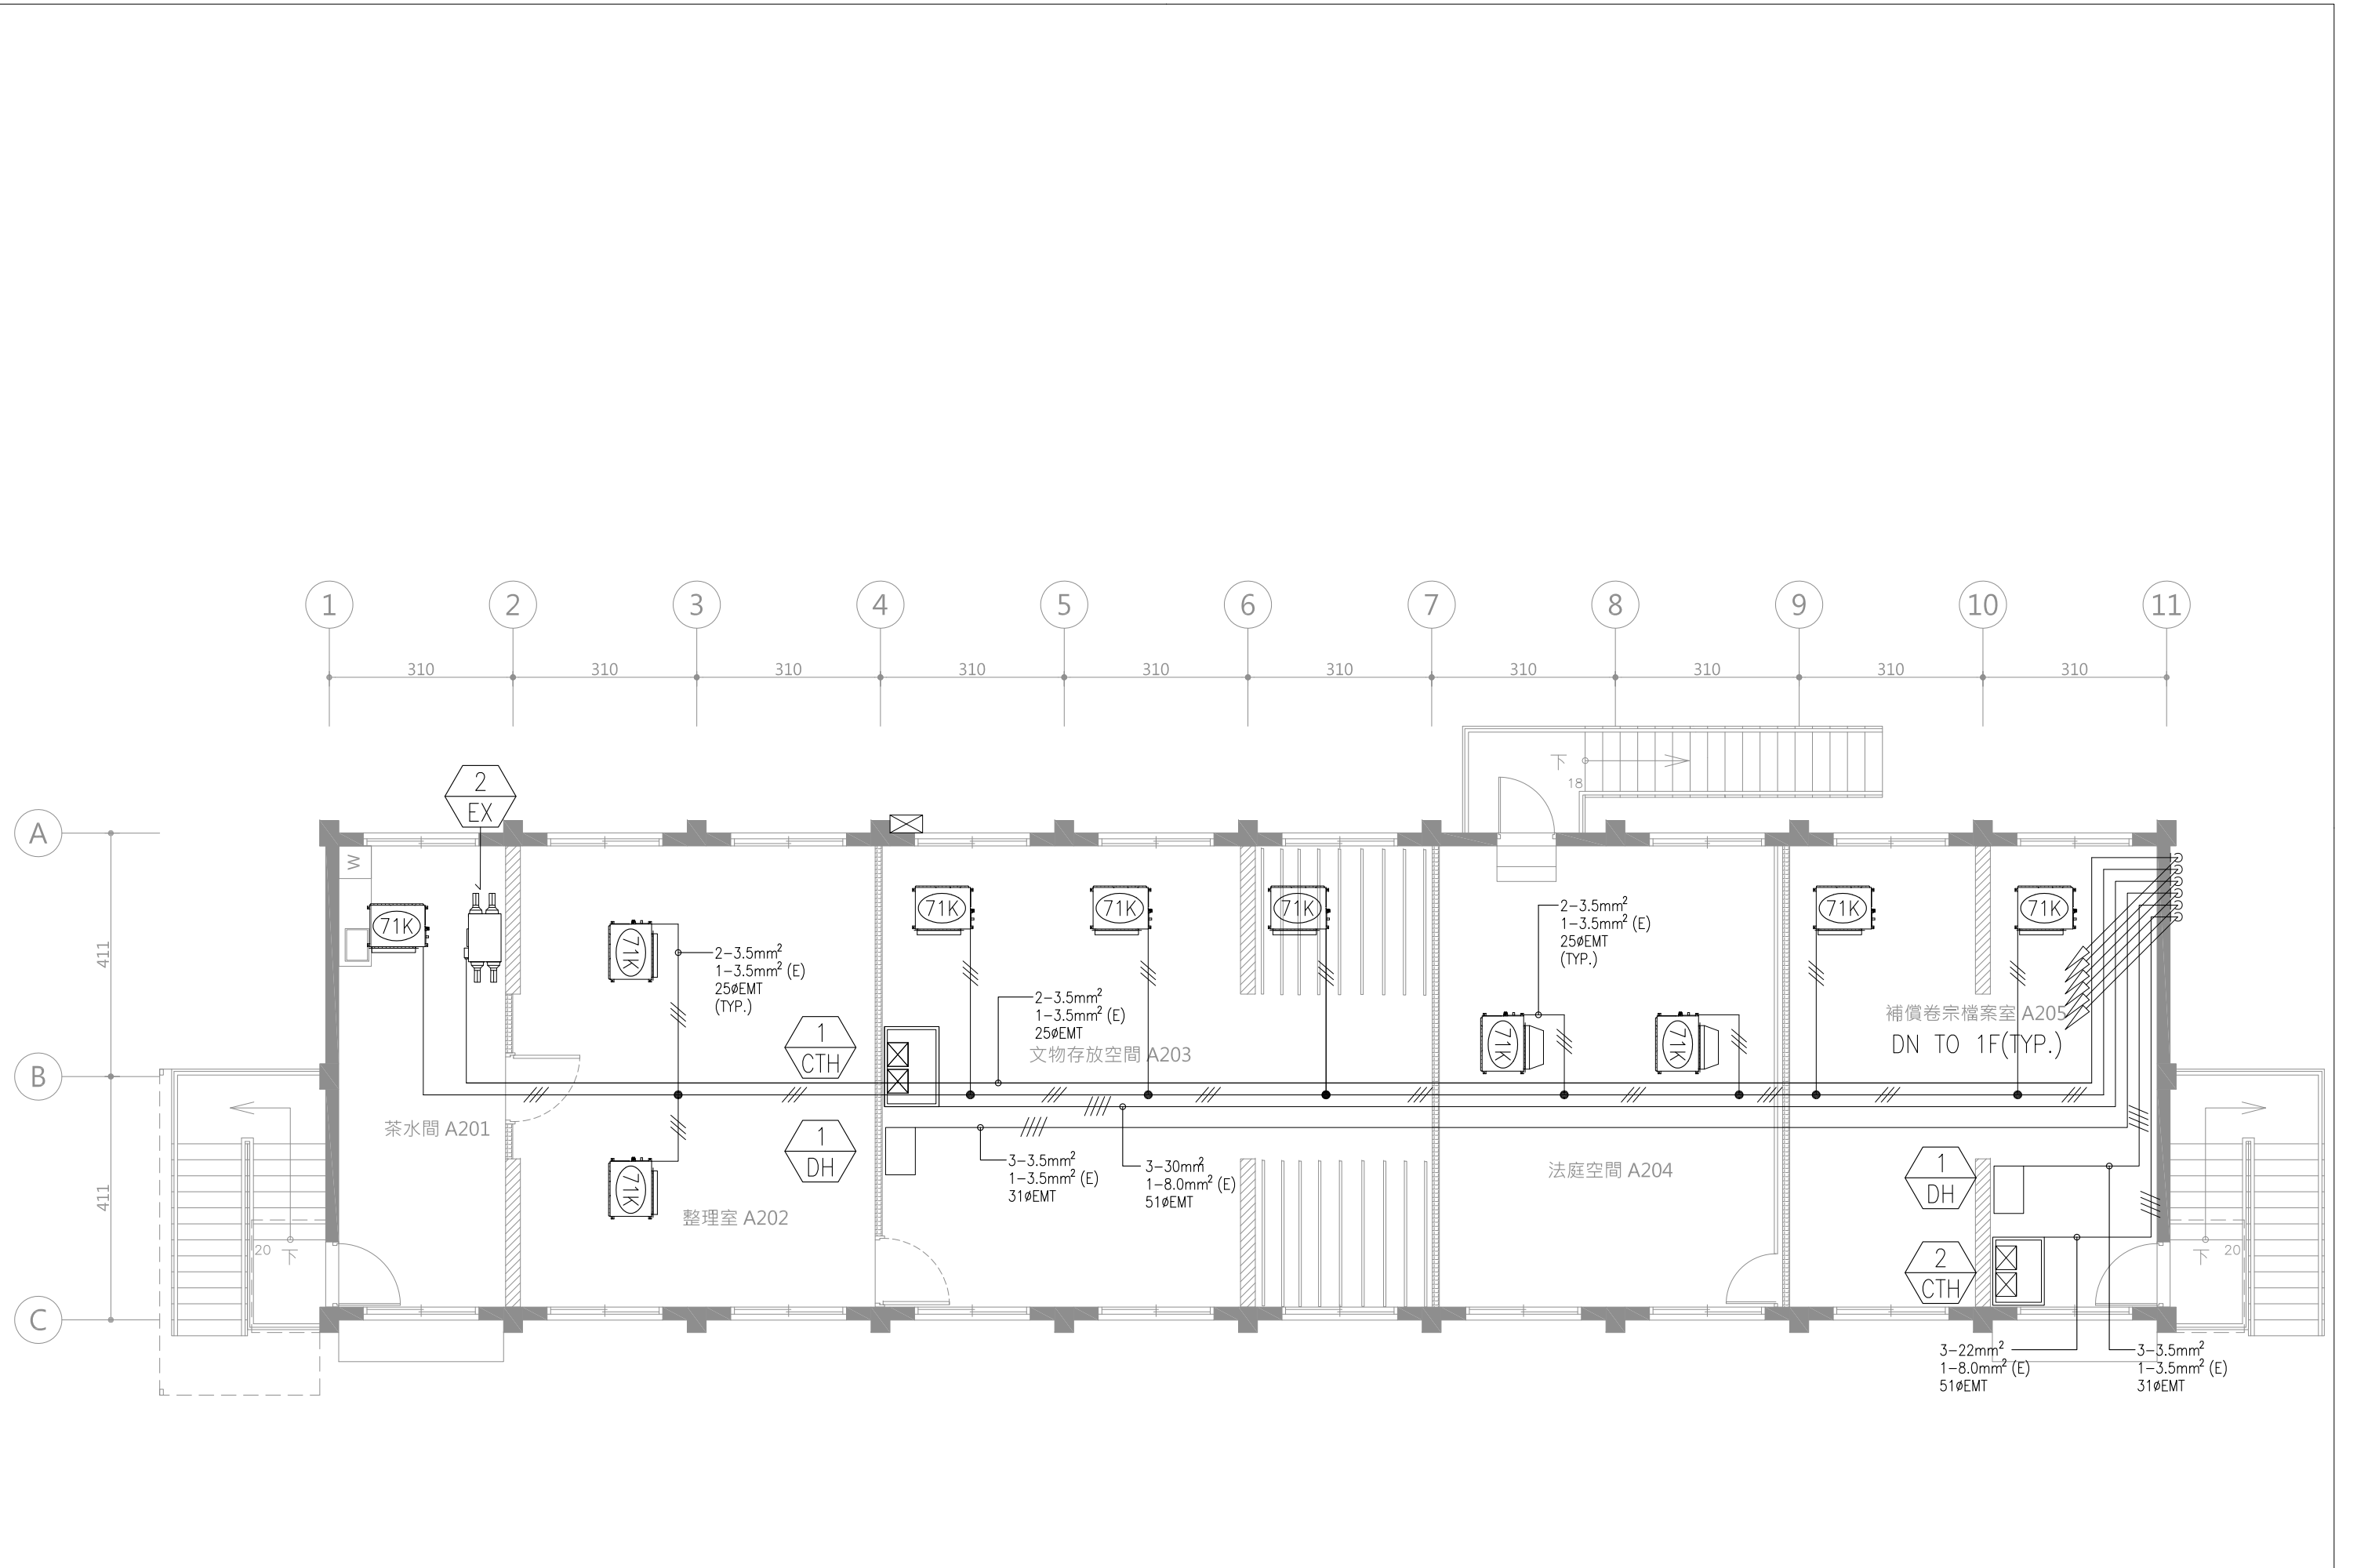 1
2
3
4
5
6
7
8
9
10
11
310
310
310
310
310
310
310
310
310
310
A
B
C
411
411
2
EX
下
18
W
71K
71K
71K
71K
71K
71K
71K
71K
71K
71K
2-3.5mm²
1-3.5mm² (E)
25øEMT
(TYP.)
2-3.5mm²
1-3.5mm² (E)
25øEMT
(TYP.)
2-3.5mm²
1-3.5mm² (E)
25øEMT
文物存放空間 A203
補償卷宗檔案室 A205
DN TO 1F(TYP.)
1
CTH
茶水間 A201
1
DH
3-3.5mm²
1-3.5mm² (E)
31øEMT
3-30mm²
1-8.0mm² (E)
51øEMT
法庭空間 A204
整理室 A202
1
DH
2
CTH
20
下
下
20
3-22mm²
1-8.0mm² (E)
51øEMT
3-3.5mm²
1-3.5mm² (E)
31øEMT